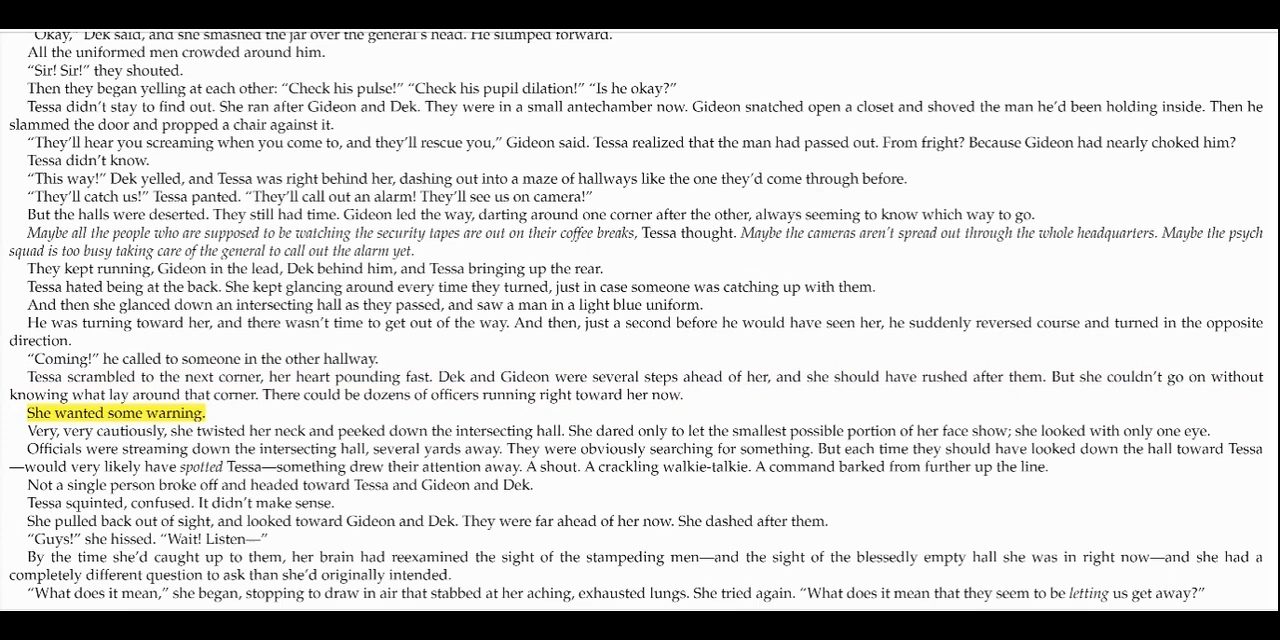 "Okay," Dek said, and she smashed the jar over the general's head. He slumped forward.
All the uniformed men crowded around him.
“Sir! Sir!” they shouted.
Then they began yelling at each other: “Check his pulse!” “Check his pupil dilation!” “Is he okay?”
Tessa didn’t stay to find out. She ran after Gideon and Dek. They were in a small antechamber now. Gideon snatched open a closet and shoved the man he’d been holding inside. Then he
slammed the door and propped a chair against it.
“They’ll hear you screaming when you come to, and they’ll rescue you,” Gideon said. Tessa realized that the man had passed out. From fright? Because Gideon had nearly choked him?
Tessa didn’t know.
“This way!” Dek yelled, and Tessa was right behind her, dashing out into a maze of hallways like the one they’d come through before.
“They’ll catch us!” Tessa panted. “They’ll call out an alarm! They’ll see us on camera!”
But the halls were deserted. They still had time. Gideon led the way, darting around one corner after the other, always seeming to know which way to go.
Maybe all the people who are supposed to be watching the security tapes are out on their coffee breaks, Tessa thought. Maybe the cameras aren’t spread out through the whole headquarters. Maybe the psych
squad is too busy taking care of the general to call out the alarm yet.
They kept running, Gideon in the lead, Dek behind him, and Tessa bringing up the rear.
Tessa hated being at the back. She kept glancing around every time they turned, just in case someone was catching up with them.
And then she glanced down an intersecting hall as they passed, and saw a man in a light blue uniform.
He was turning toward her, and there wasn’t time to get out of the way. And then, just a second before he would have seen her, he suddenly reversed course and turned in the opposite
direction.
“Coming!” he called to someone in the other hallway.
Tessa scrambled to the next corner, her heart pounding fast. Dek and Gideon were several steps ahead of her, and she should have rushed after them. But she couldn’t go on without
knowing what lay around that corner. There could be dozens of officers running right toward her now.
She wanted some warning.
Very, very cautiously, she twisted her neck and peeked down the intersecting hall. She dared only to let the smallest possible portion of her face show; she looked with only one eye.
Officials were streaming down the intersecting hall, several yards away. They were obviously searching for something. But each time they should have looked down the hall toward Tessa
—would very likely have spotted Tessa—something drew their attention away. A shout. A crackling walkie-talkie. A command barked from further up the line.
Not a single person broke off and headed toward Tessa and Gideon and Dek.
Tessa squinted, confused. It didn’t make sense.
She pulled back out of sight, and looked toward Gideon and Dek. They were far ahead of her now. She dashed after them.
“Guys!” she hissed. “Wait! Listen—”
By the time she’d caught up to them, her brain had reexamined the sight of the stampeding men—and the sight of the blessedly empty hall she was in right now—and she had a
completely different question to ask than she’d originally intended.
“What does it mean,” she began, stopping to draw in air that stabbed at her aching, exhausted lungs. She tried again. “What does it mean that they seem to be letting us get away?”